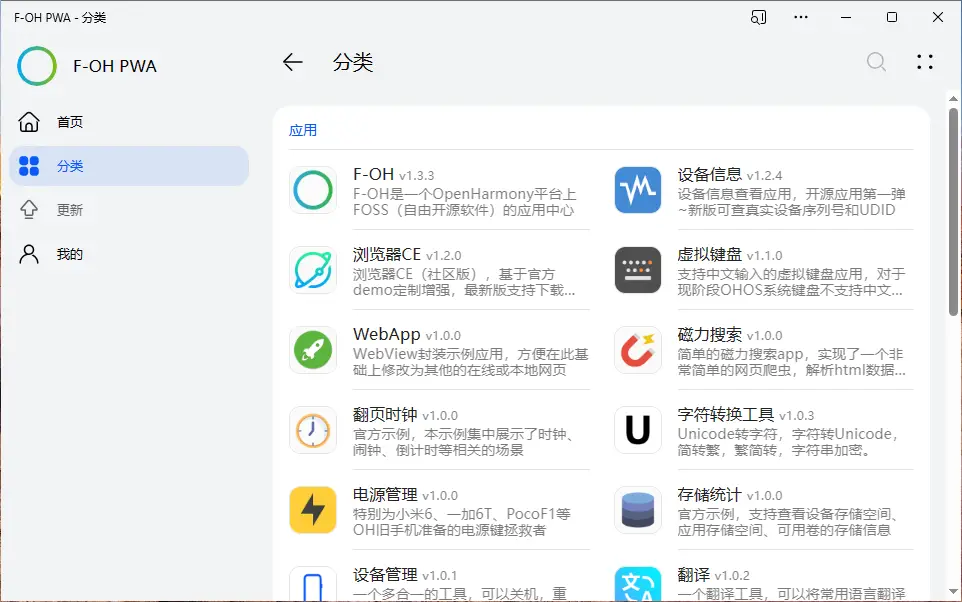 F-OH PWA - 分类
F-OH PWA
首页
分类
更新
我的
分类
应用
F-OH v1.3.3
F-OH是一个OpenHarmony平台上
FOSS（自由开源软件）的应用中心
设备信息 v1.2.4
设备信息查看应用，开源应用第一弹
~新版可查真实设备序列号和UDID
浏览器CE v1.2.0
浏览器CE（社区版），基于官方
demo定制增强，最新版支持下载...
虚拟键盘 v1.1.0
支持中文输入的虚拟键盘应用，对于
现阶段OHOS系统键盘不支持中文...
WebApp v1.0.0
WebView封装示例应用，方便在此基
础上修改为其他的在线或本地网页
磁力搜索 v1.0.0
简单的磁力搜索app，实现了一个非
常简单的网页爬虫，解析html数据...
翻页时钟 v1.0.0
官方示例，本示例集中展示了时钟、
闹钟、倒计时等相关的场景
U
字符转换工具 v1.0.3
Unicode转字符，字符转Unicode，
简转繁，繁简转，字符串加密。
电源管理 v1.0.0
特别为小米6、一加6T、PocoF1等
OH旧手机准备的电源键拯救者
存储统计 v1.0.0
官方示例，支持查看设备存储空间、
应用存储空间、可用卷的存储信息
设备管理 v1.0.1
一个多合一的工具，可以关机，重
文A
翻译 v1.0.2
一个翻译工具，可以将常用语言翻译